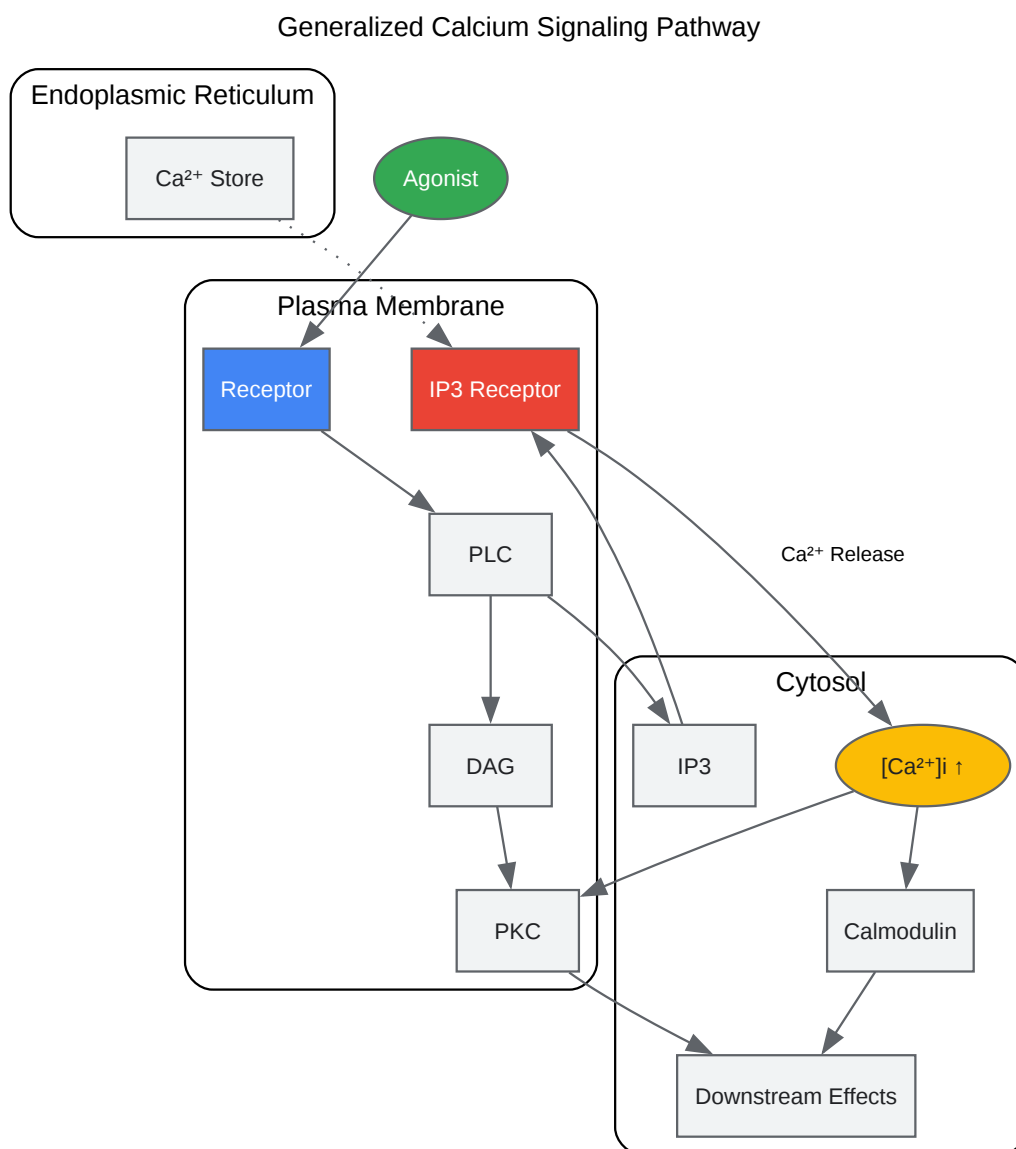 Generalized Calcium Signaling Pathway
Endoplasmic Reticulum
Ca²⁺ Store
Agonist
Plasma Membrane
Receptor
IP3 Receptor
PLC
Ca²⁺ Release
Cytosol
DAG
IP3
[Ca²⁺]i ↑
PKC
Calmodulin
Downstream Effects